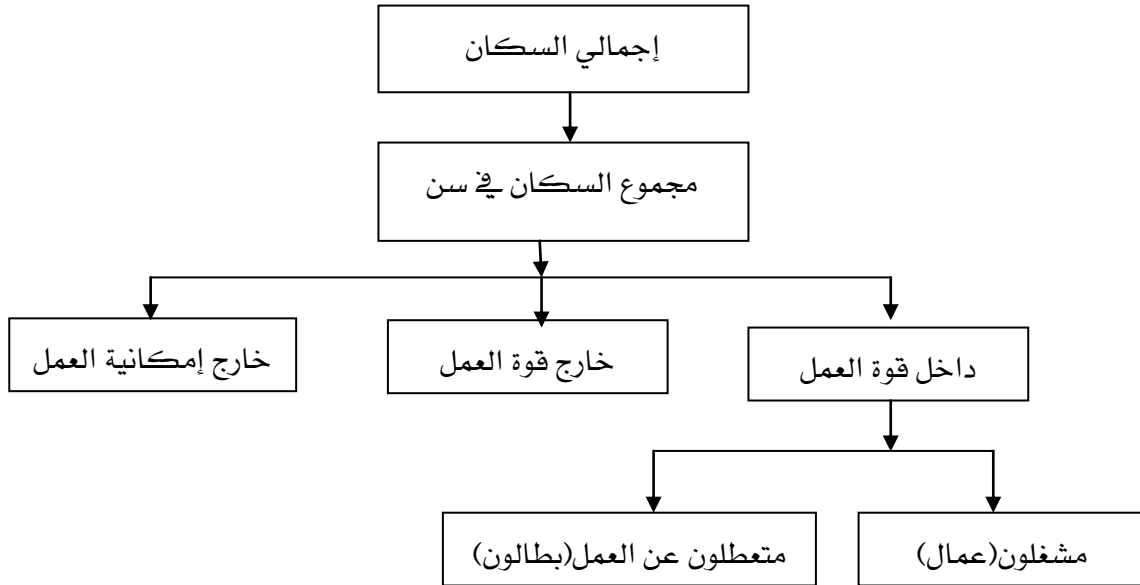 إجمالي السكان
مجموع السكان في سن
داخل قوة العمل
خارج قوة العمل
خارج إمكانية العمل
مشغلون(عمال)
متعطلون عن العمل(بطالون)